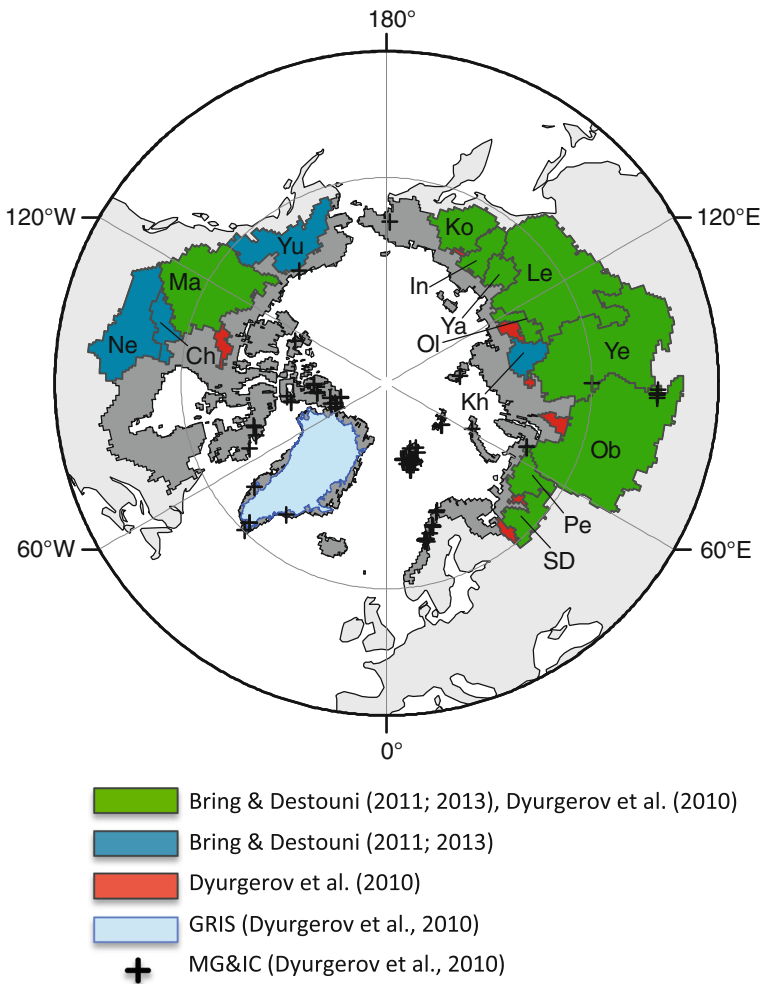 180°
120°W
120°E
Ko
Yu
Le
In
Ma
Ya
Ol
Ne
Ch
Ye
Kh
Ob
Pe
60°W
60°E
SD
0°
Bring & Destouni (2011; 2013), Dyurgerov et al. (2010)
Bring & Destouni (2011; 2013)
Dyurgerov et al. (2010)
GRIS (Dyurgerov et al., 2010)
MG&IC (Dyurgerov et al., 2010)